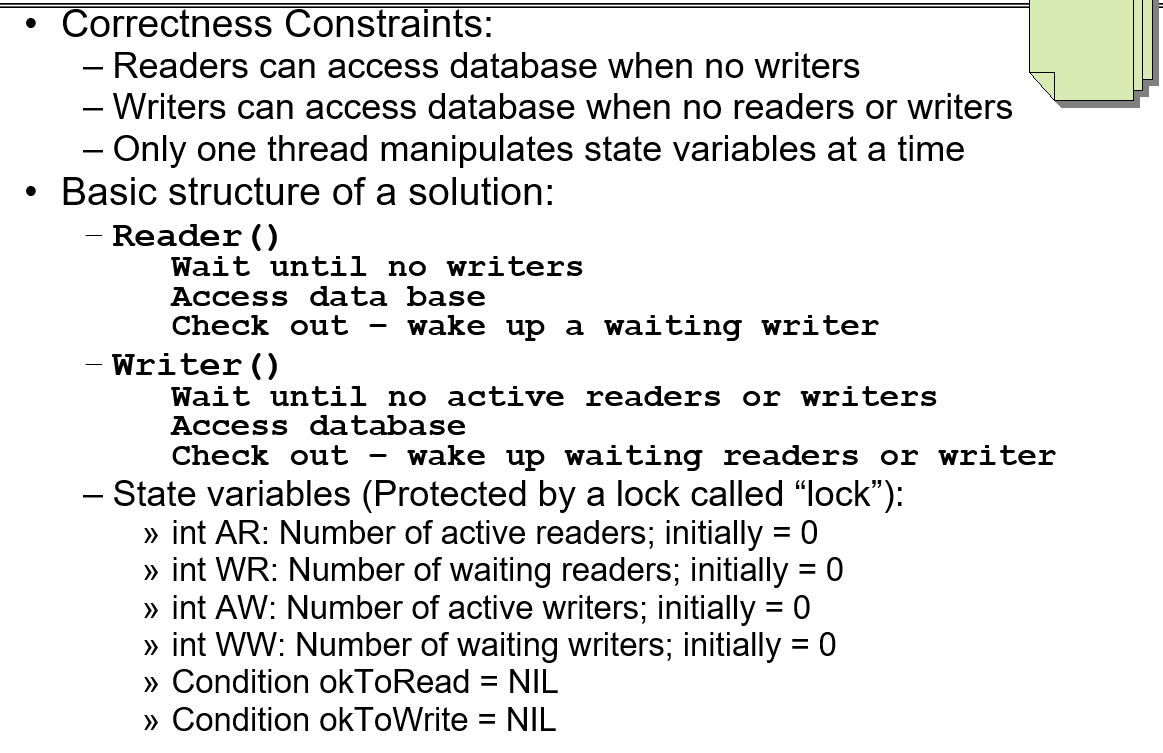 • Correctness Constraints:
– Readers can access database when no writers
– Writers can access database when no readers or writers
– Only one thread manipulates state variables at a time
• Basic structure of a solution:
– Reader()
Wait until no writers
Access data base
Check out – wake up a waiting writer
– Writer()
Wait until no active readers or writers
Access database
Check out – wake up waiting readers or writer
– State variables (Protected by a lock called “lock”):
» int AR: Number of active readers; initially = 0
» int WR: Number of waiting readers; initially = 0
» int AW: Number of active writers; initially = 0
» int WW: Number of waiting writers; initially = 0
» Condition okToRead = NIL
» Condition okToWrite = NIL